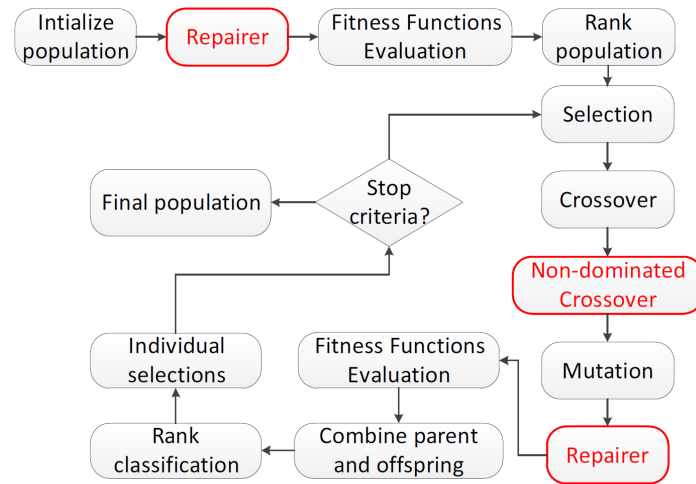 Intialize
population
Repairer
Fitness Functions
Evaluation
Rank
population
Selection
Crossover
Non-dominated
Crossover
Mutation
Repairer
Fitness Functions
Evaluation
Combine parent
and offspring
Rank
classification
Individual
selections
Stop
criteria?
Final population